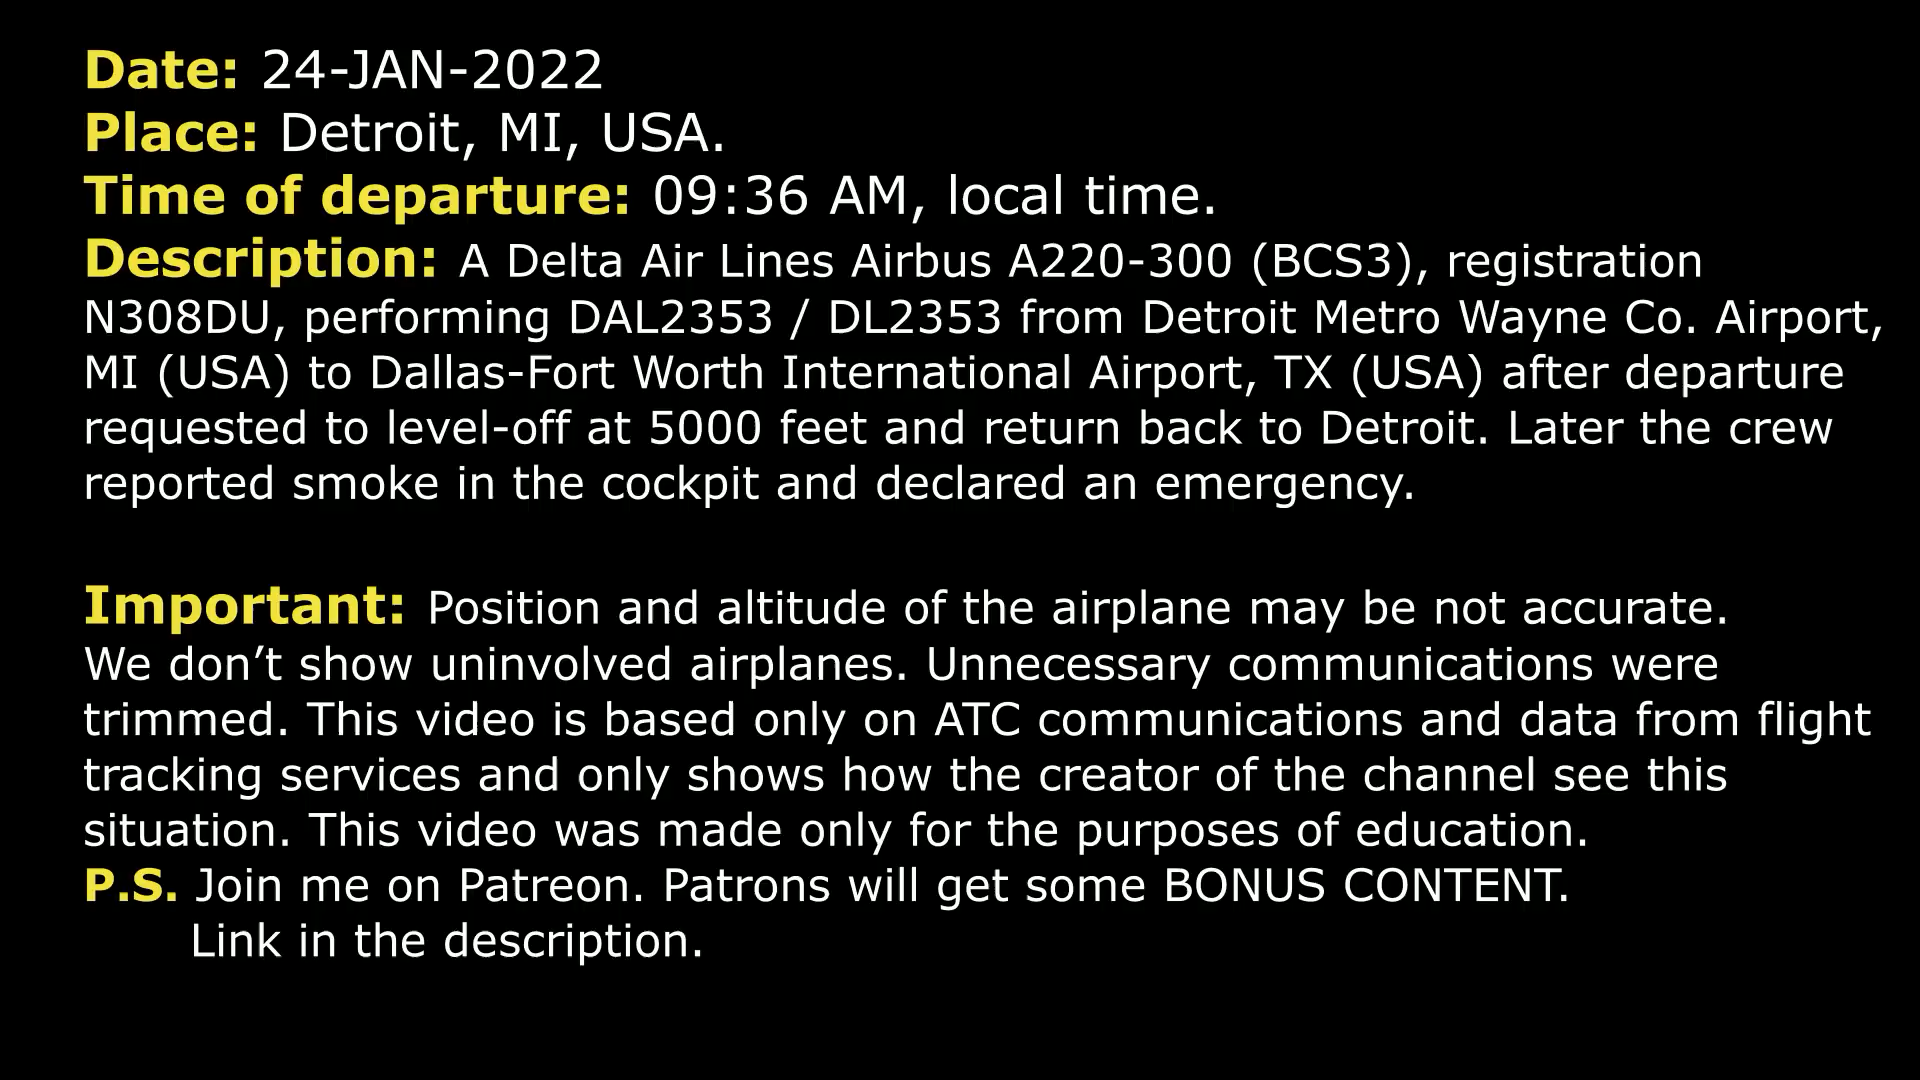 Date: 24-JAN-2022
Place: Detroit, MI, USA.
Time of departure: 09:36 AM, local time.
Description: A Delta Air Lines Airbus A220-300 (BCS3), registration
N308DU, performing DAL2353 / DL2353 from Detroit Metro Wayne Co. Airport,
MI (USA) to Dallas-Fort Worth International Airport, TX (USA) after departure
requested to level-off at 5000 feet and return back to Detroit. Later the crew
reported smoke in the cockpit and declared an emergency.
Important: Position and altitude of the airplane may be not accurate.
We don’t show uninvolved airplanes. Unnecessary communications were
trimmed. This video is based only on ATC communications and data from flight
tracking services and only shows how the creator of the channel see this
situation. This video was made only for the purposes of education.
P.S. Join me on Patreon. Patrons will get some BONUS CONTENT.
Link in the description.